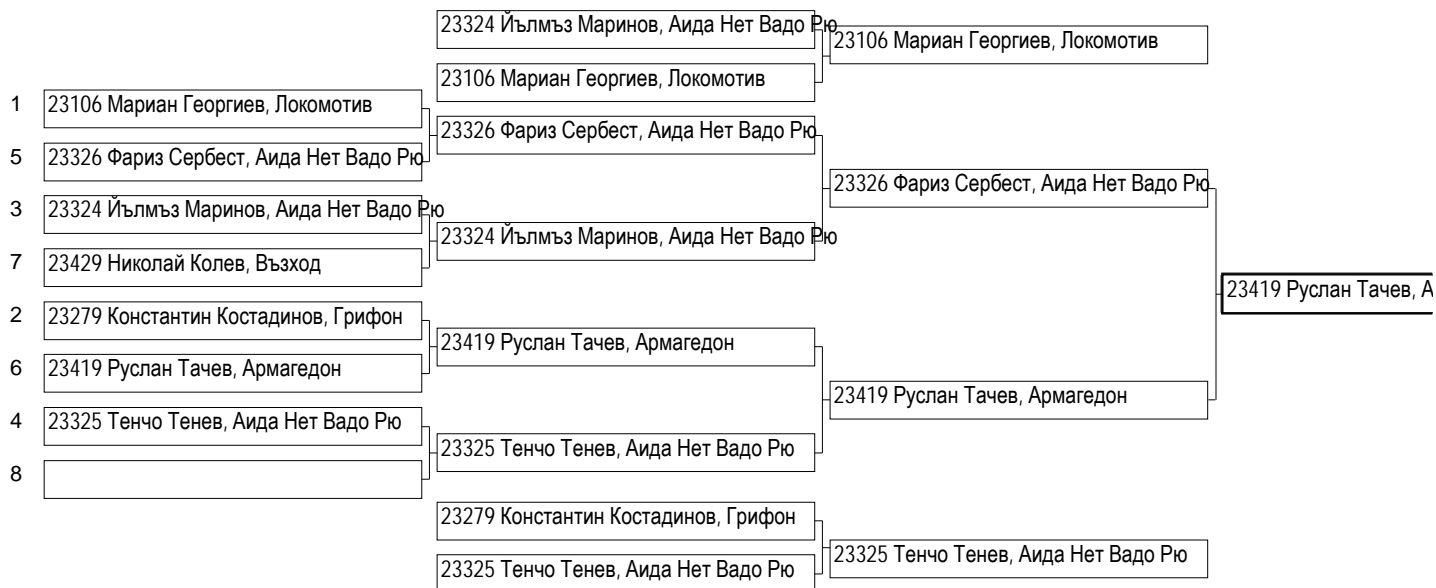 23324 Йълмъз Маринов, Аида Нет Вадо Рю
23106 Мариан Георгиев, Локомотив
23106 Мариан Георгиев, Локомотив
1 23106 Мариан Георгиев, Локомотив
23326 Фариз Сербест, Аида Нет Вадо Рю
5 23326 Фариз Сербест, Аида Нет Вадо Рю
23326 Фариз Сербест, Аида Нет Вадо Рю
3 23324 Йълмъз Маринов, Аида Нет Вадо Рю
23324 Йълмъз Маринов, Аида Нет Вадо Рю
7 23429 Николай Колев, Възход
23419 Руслан Тачев, А
2 23279 Константин Костадинов, Грифон
23419 Руслан Тачев, Армагедон
6 23419 Руслан Тачев, Армагедон
23419 Руслан Тачев, Армагедон
4 23325 Тенчо Тенев, Аида Нет Вадо Рю
23325 Тенчо Тенев, Аида Нет Вадо Рю
8
23279 Константин Костадинов, Грифон
23325 Тенчо Тенев, Аида Нет Вадо Рю
23325 Тенчо Тенев, Аида Нет Вадо Рю